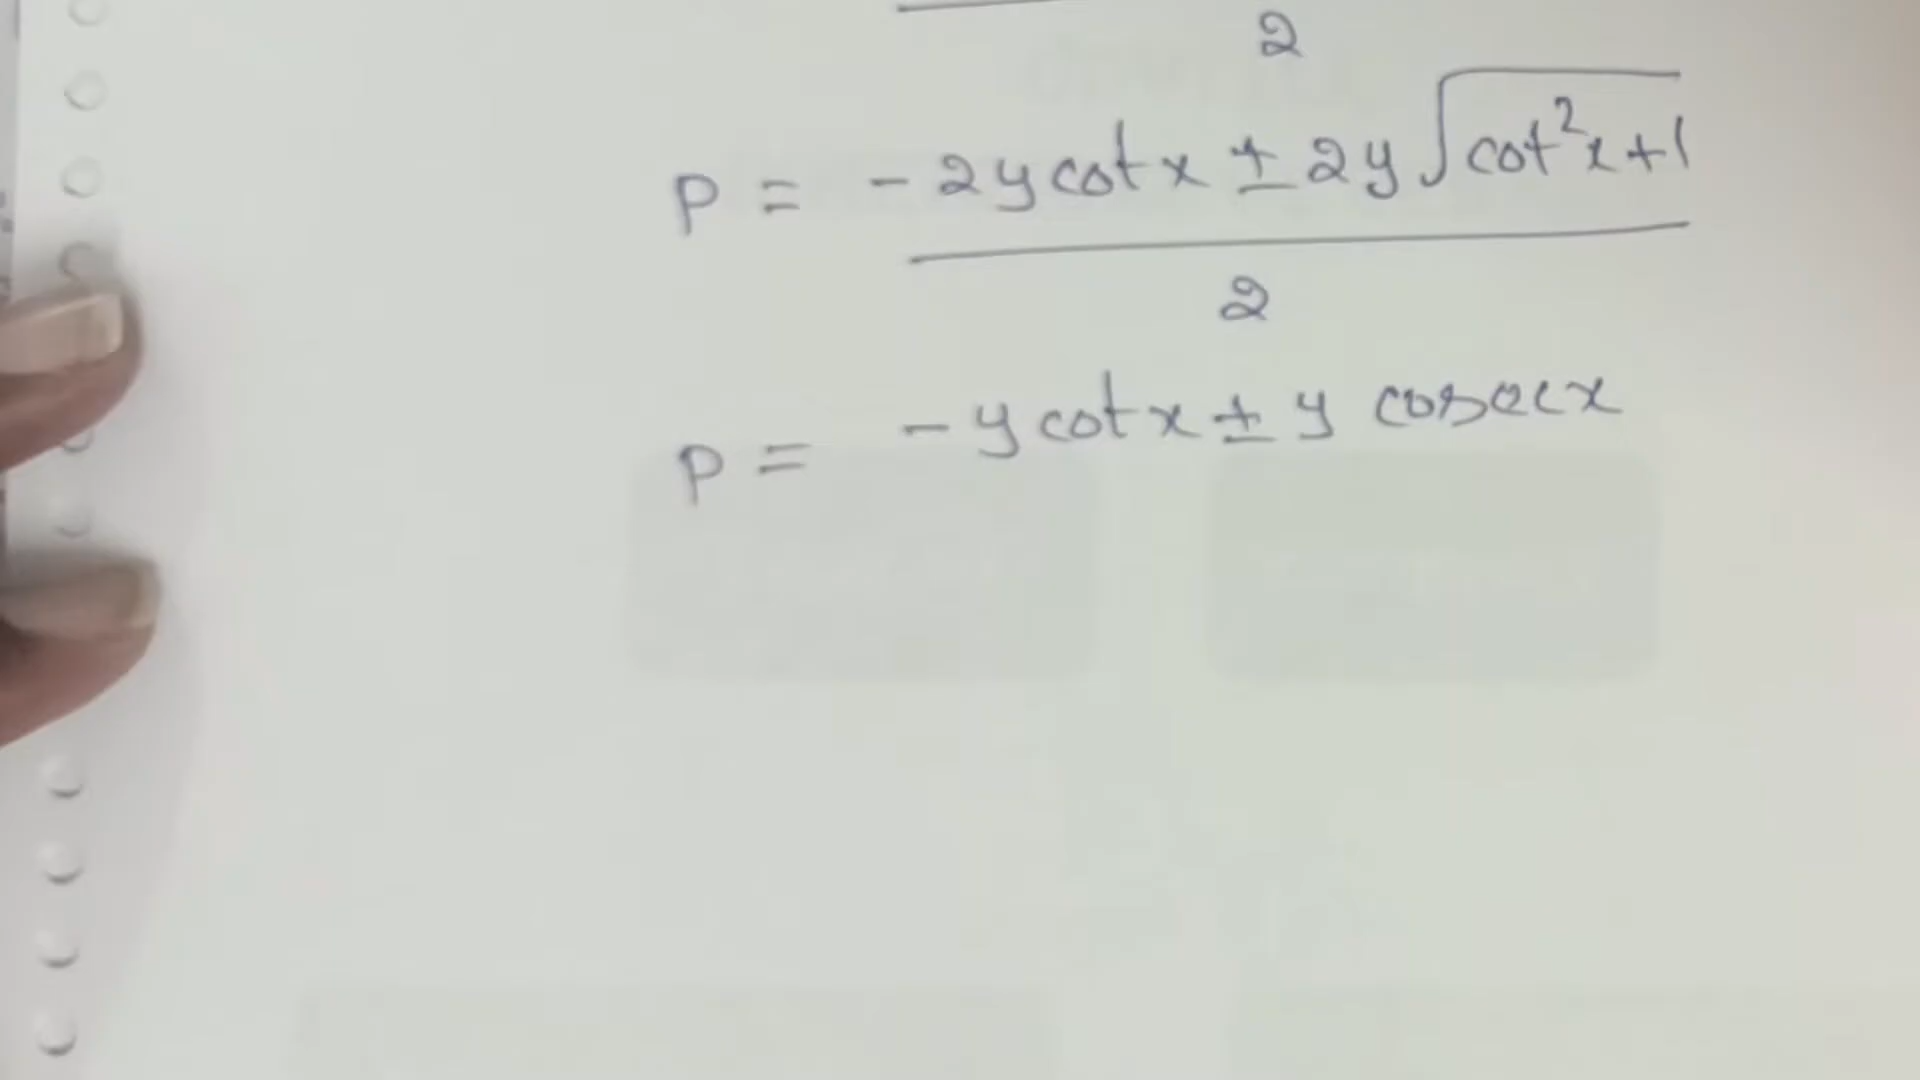 2
p = - 2y cot x ± 2y √cot²x+1
2
p = - y cot x ± y cosec x